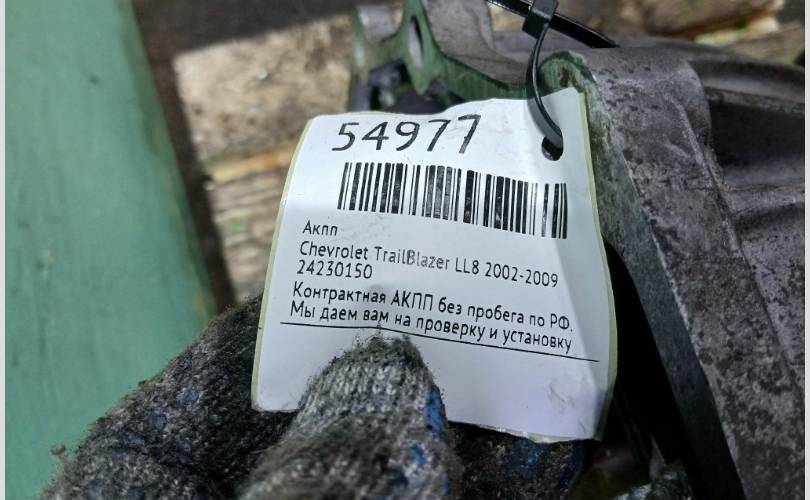 54977
Акпп
Chevrolet TrailBlazer LL8 2002-2009
24230150
Контрактная АКПП без пробега по РФ.
Мы даем вам на проверку и установку